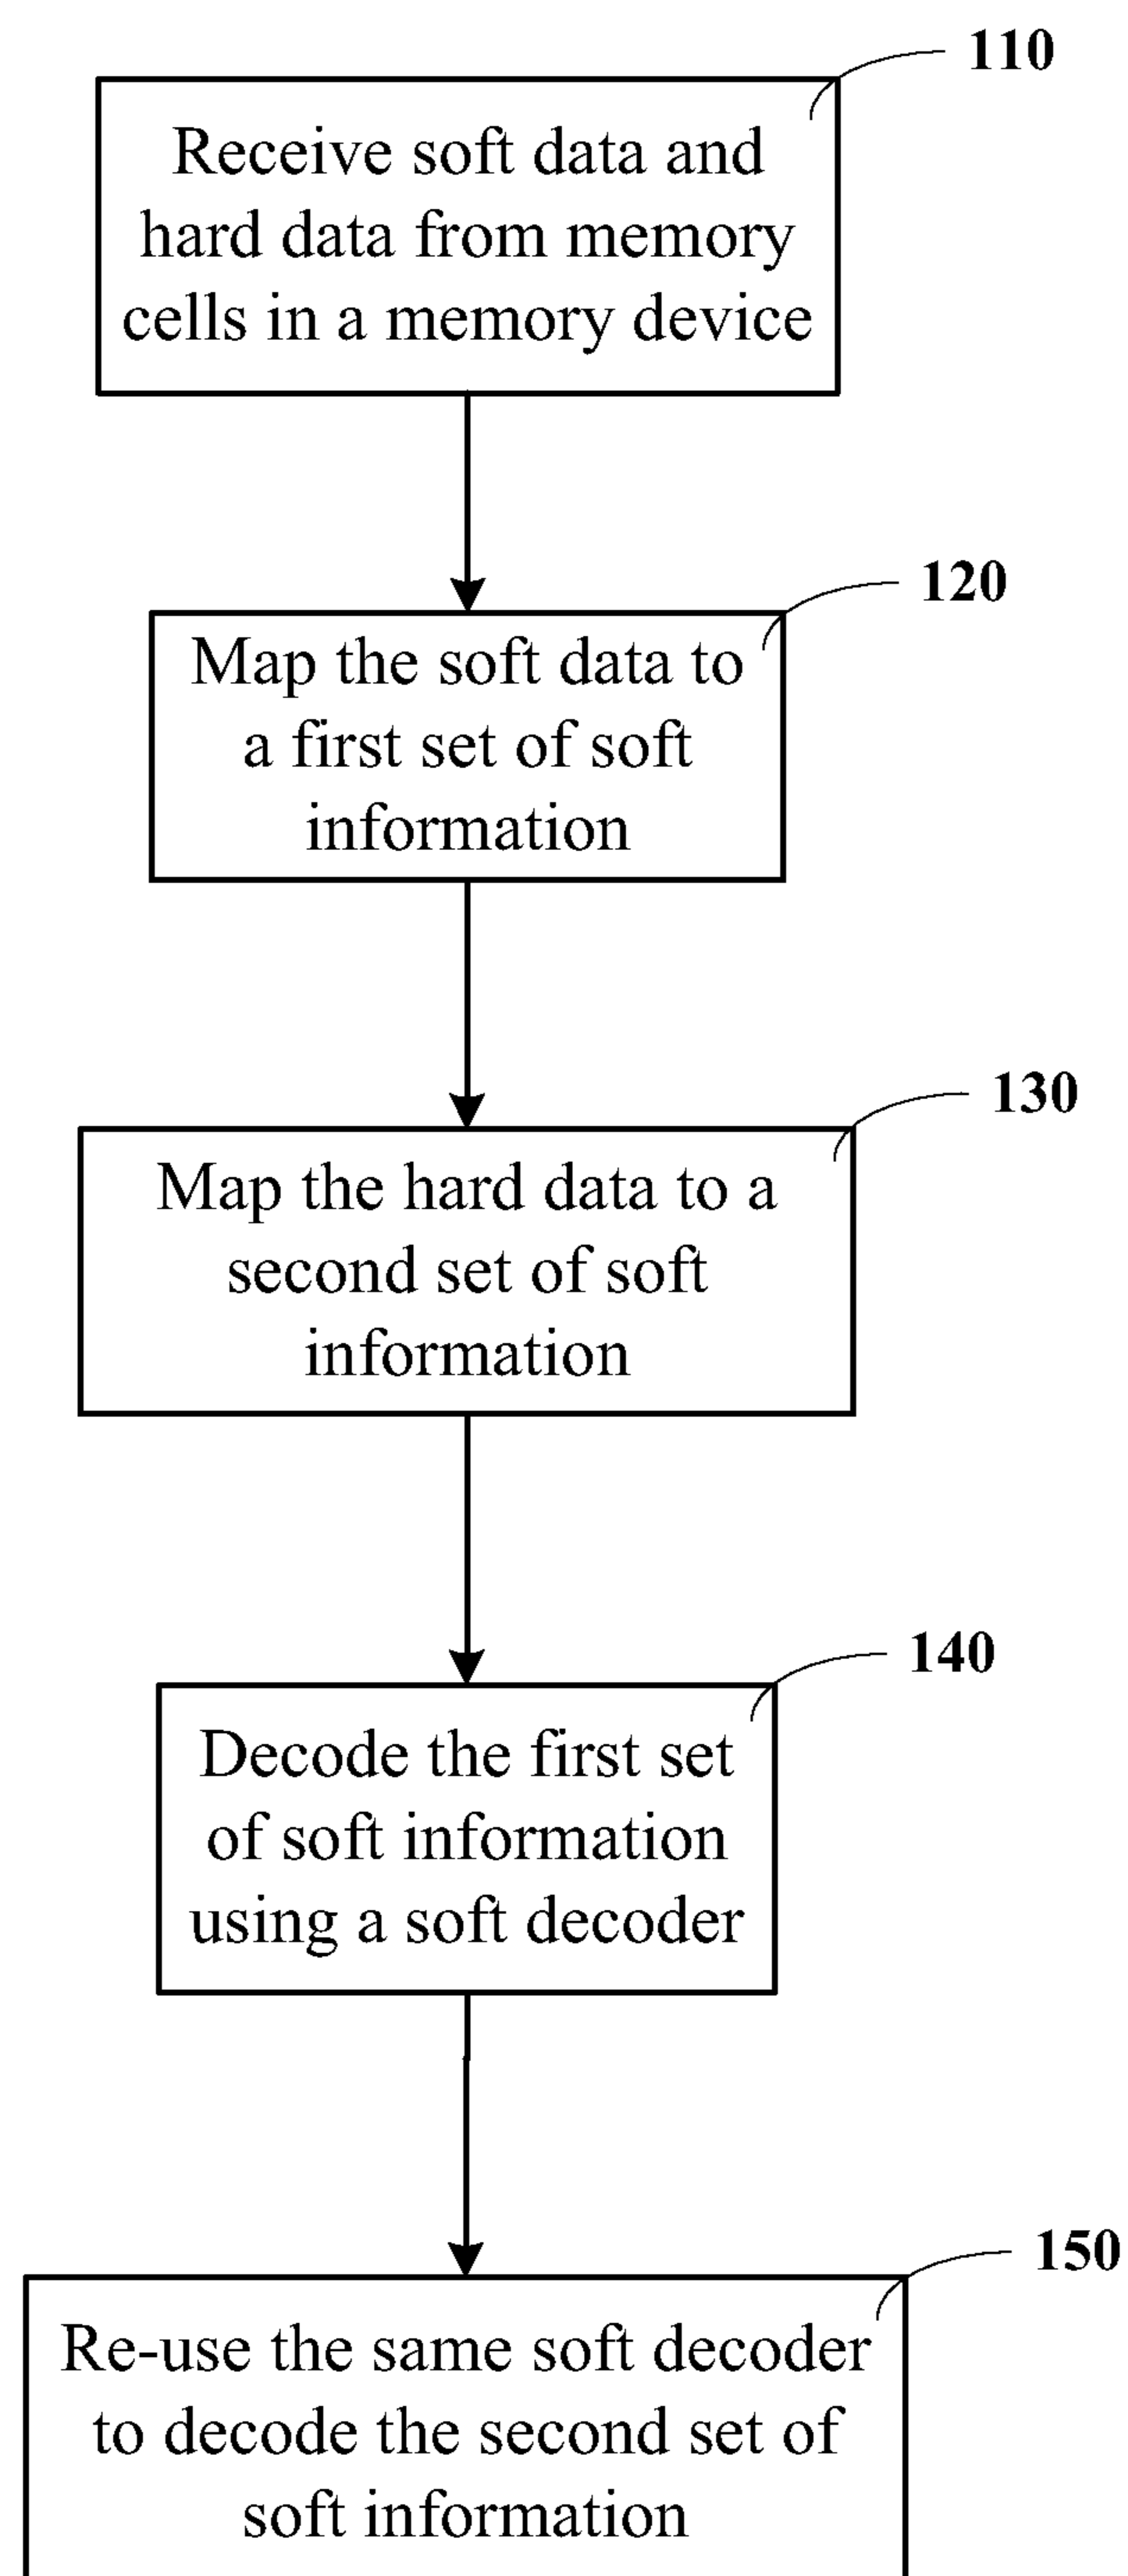 110
Receive soft data and
hard data from memory
cells in a memory device
120
Map the soft data to
a first set of soft
information
130
Map the hard data to a
second set of soft
information
140
Decode the first set
of soft information
using a soft decoder
150
Re-use the same soft decoder
to decode the second set of
soft information